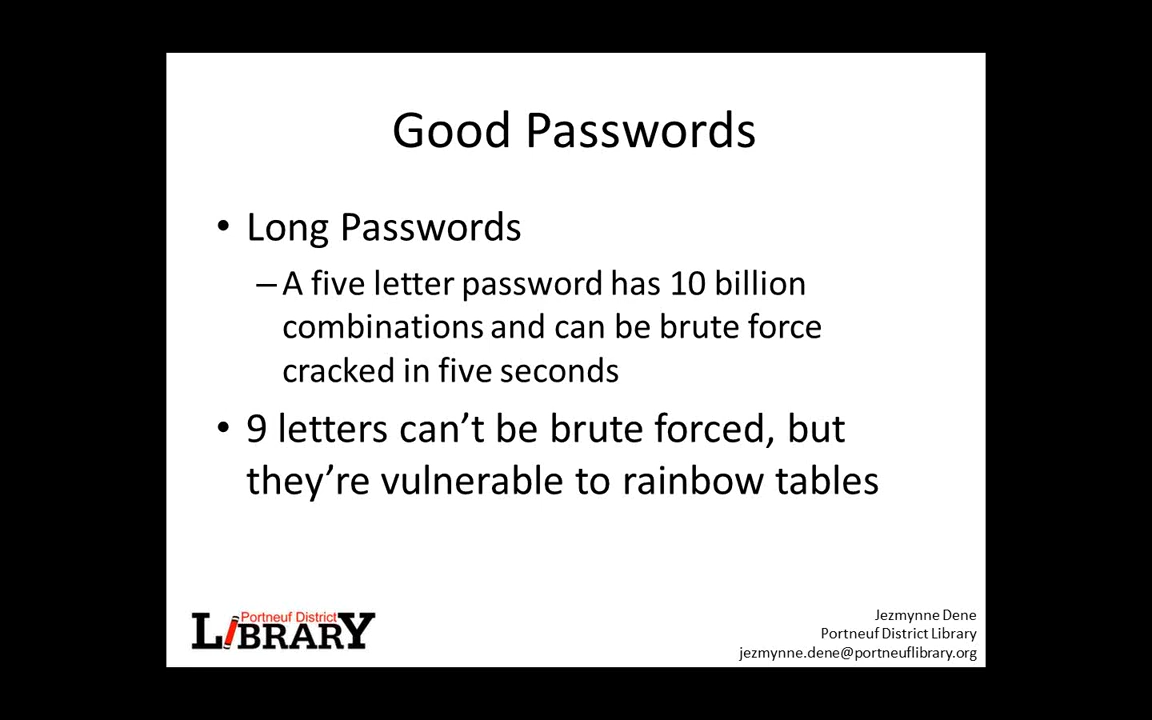 Good Passwords
• Long Passwords
– A five letter password has 10 billion
combinations and can be brute force
cracked in five seconds
• 9 letters can’t be brute forced, but
they’re vulnerable to rainbow tables
Portneuf District
LIBRARY
Jezmynne Dene
Portneuf District Library
jezmynne.dene@portneuflibrary.org